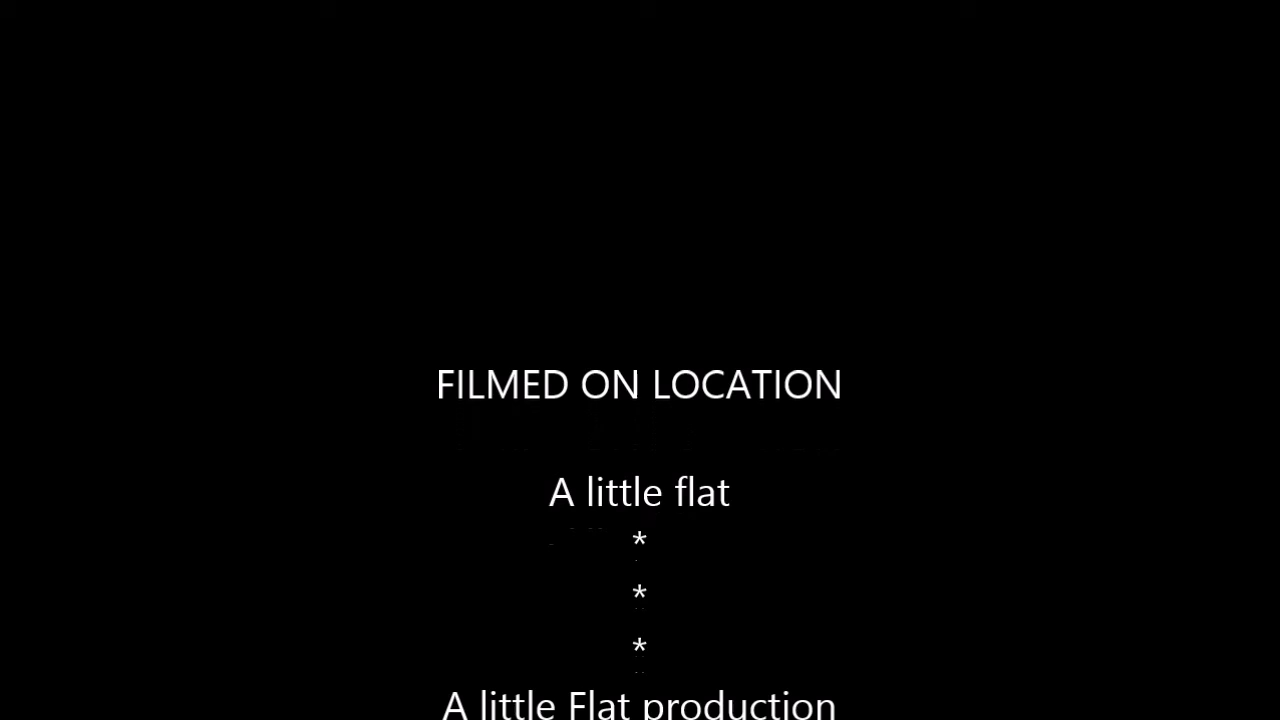 FILMED ON LOCATION
A little flat
*
*
*
A little Flat production